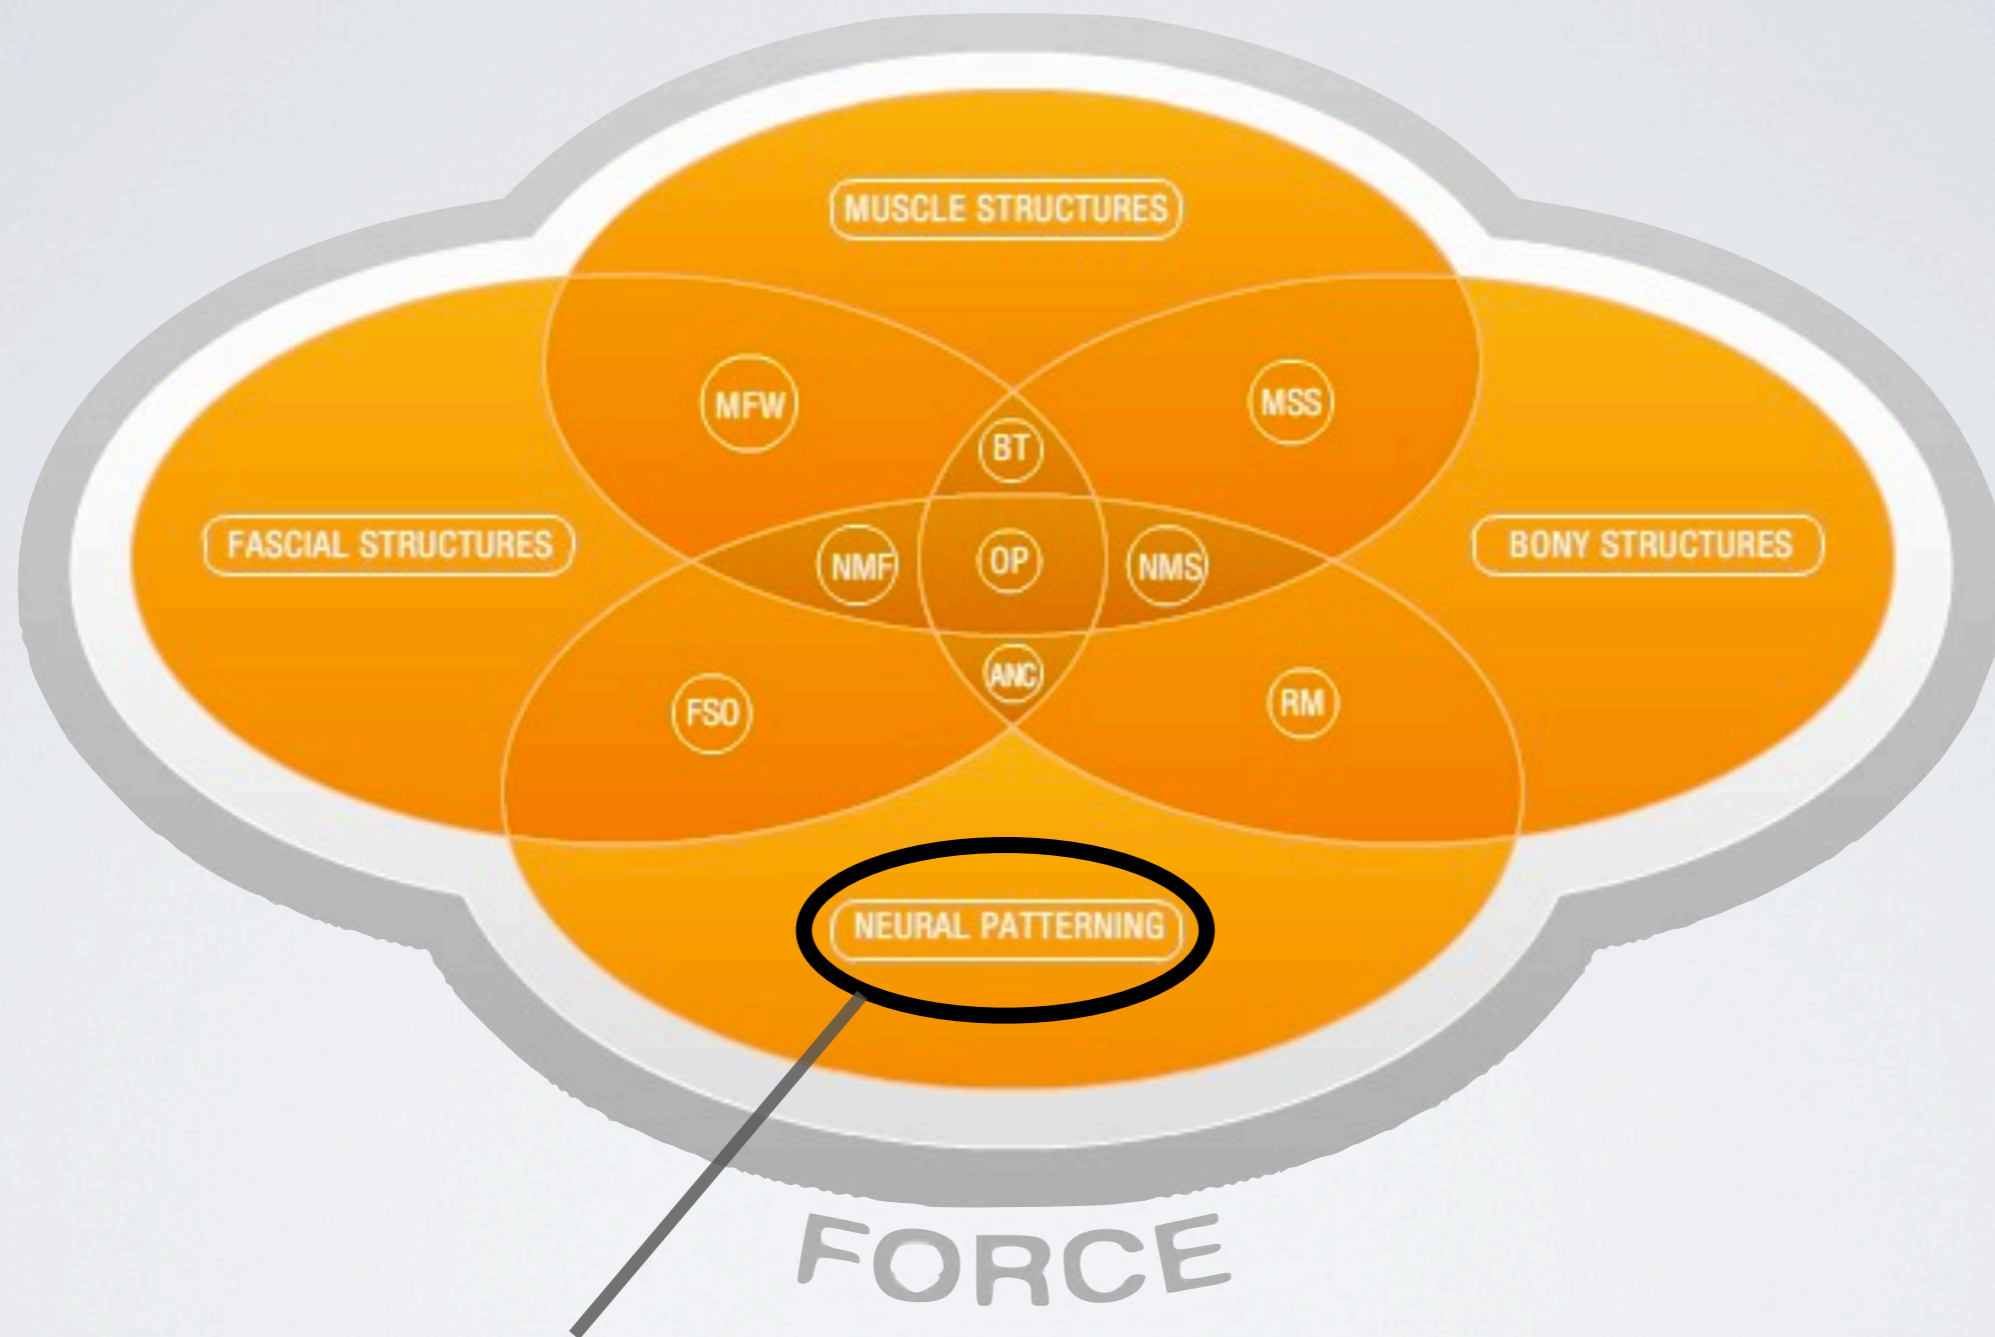 MUSCLE STRUCTURES
MFW
MSS
BT
FASCIAL STRUCTURES
NMF
OP
NMS
BONY STRUCTURES
ANC
FSO
RM
NEURAL PATTERNING
FORCE